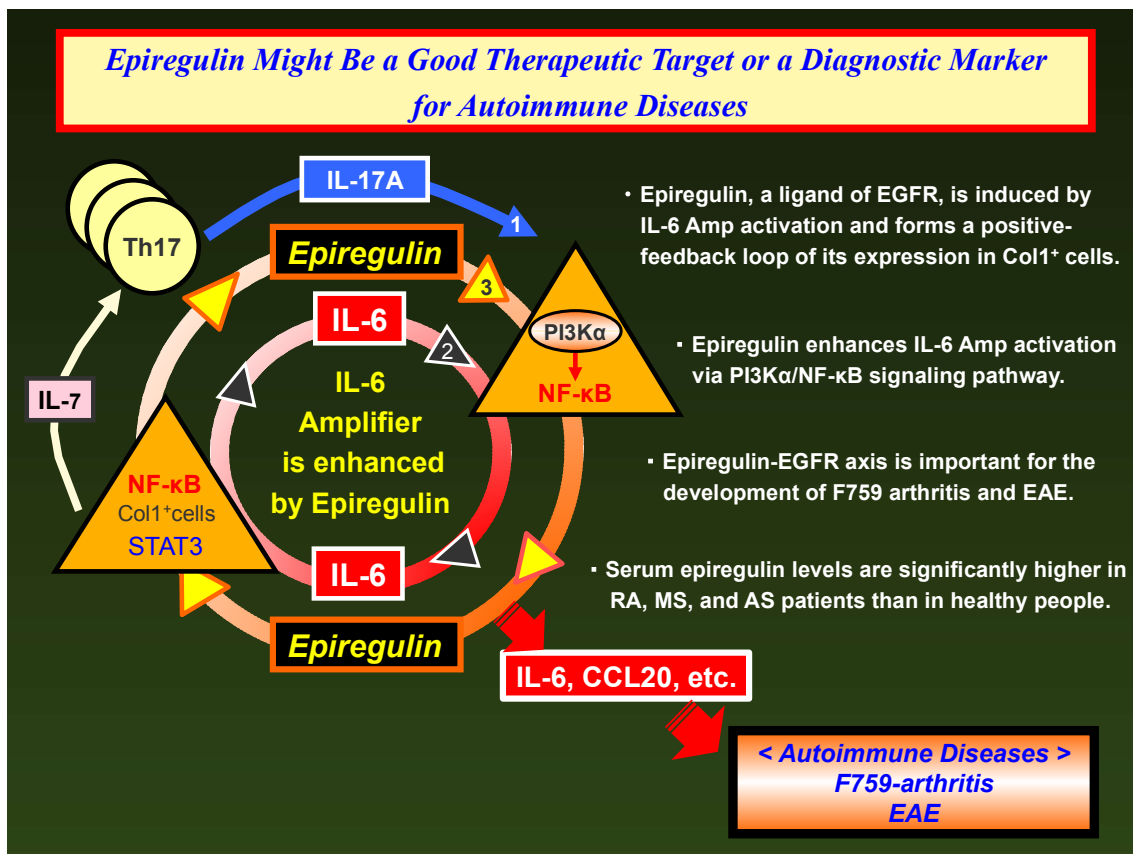 Epiregulin Might Be a Good Therapeutic Target or a Diagnostic Marker
for Autoimmune Diseases
IL-17A
1
Th17
Epiregulin
3
IL-6
2
PI3Kα
NF-κB
IL-7
IL-6
Amplifier
is enhanced
by Epiregulin
NF-κB
Col1⁺cells
STAT3
IL-6
Epiregulin
IL-6, CCL20, etc.
< Autoimmune Diseases >
F759-arthritis
EAE
・Epiregulin, a ligand of EGFR, is induced by
IL-6 Amp activation and forms a positive-
feedback loop of its expression in Col1⁺ cells.
・Epiregulin enhances IL-6 Amp activation
via PI3Kα/NF-κB signaling pathway.
・Epiregulin-EGFR axis is important for the
development of F759 arthritis and EAE.
・Serum epiregulin levels are significantly higher in
RA, MS, and AS patients than in healthy people.